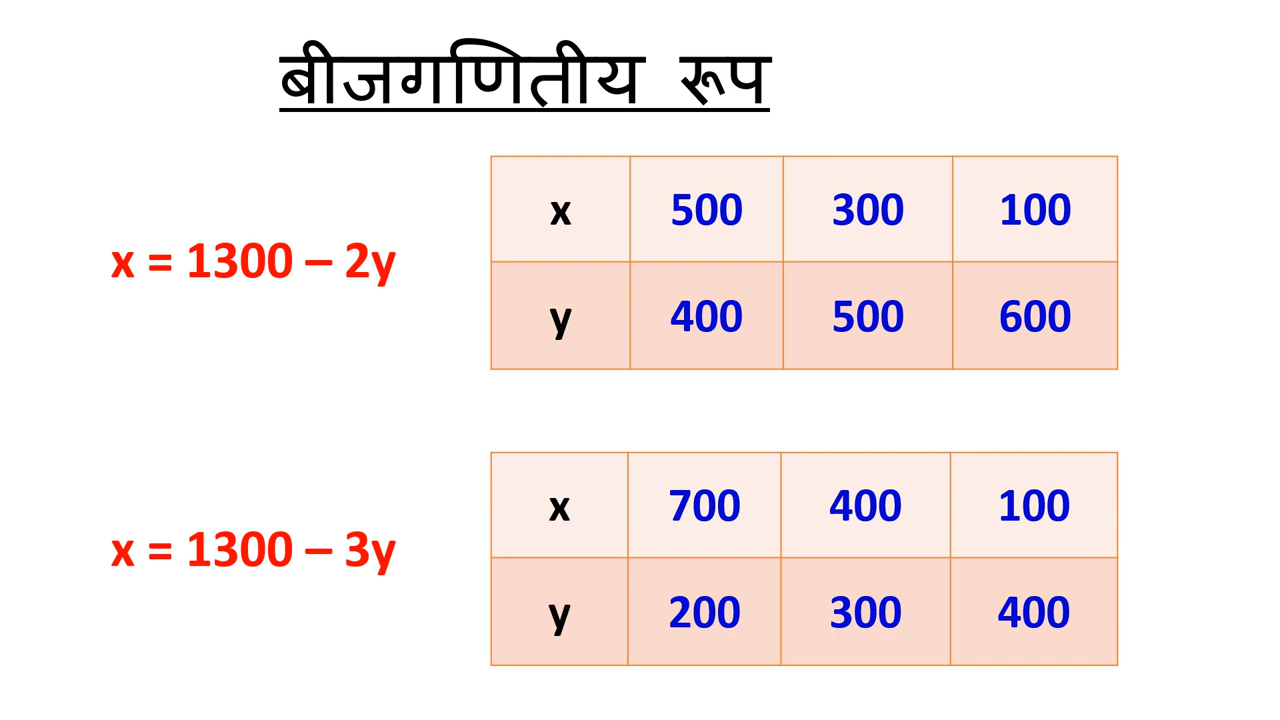 बीजगणितीय रूप
x = 1300 – 2y
x 500 300 100
y 400 500 600
x = 1300 – 3y
x 700 400 100
y 200 300 400